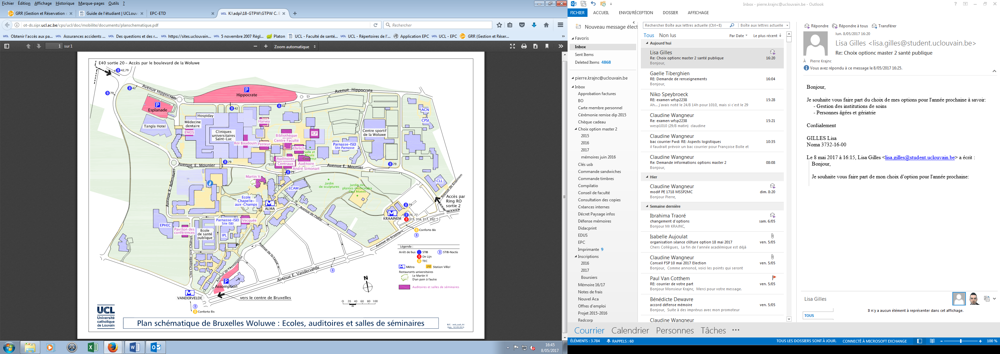 Fichier Édition Affichage Historique Marque-pages Outils ?
GRR (Gestion et Réservation
Guide de l'étudiant | UCLouv
EPC-ETD
K:\adpi\18-GTPW\GTPW C. E
ot-ds.sipr.ucl.ac.be/cps/ucl/doc/mobilite/documents/planschematique.pdf
Rechercher
Obtenir l'accès aux pa... Assurances accidents ... Des questions et des r... https://sites.uclouvain... 5 novembre 2007 Règl... Platon UCL - Faculté de santé... UCL - Répertoires de l'... Application EPC UCL - EPC GRR (Gestion et Réser...
1 sur 1
Zoom automatique
E40 sortie 20 – Accès par le boulevard de la Woluwe
B 42,79
B 42
B 79
Avenue Hippocrate
P
Hippocrate
Avenue Hippocrate
P
Esplanade
B 42
B 42
ACN
CPSI
Hospiday
Harvey
Tangla Hotel
Médecine dentaire
EMDS
Cliniques universitaires Saint-Luc
Bibliothèque
Centre Faculté
ICP
Centre sportif de la Woluwe
Roi Baudouin
Pasteur
Ehrlich
Parnasse-ISEI
Site Parnasse
Salle et Musée
Auditoires Centraux
Auditoire André Simonart
B 79
Avenue E. Mounier
Avenue E. Mounier
B 79
B 79
Avenue K. Adenauer
Martin V
Jardin de sculptures
Jardin des plantes médicinales Paul Moens
CLL
Avenue de Kraainem
ECAM
Ecole Chapelle-aux-Champs
M
ALMA
Accès par Ring RO sortie 2
Avenue de l'Idéal
B 79
M
KRAAINEM
B 76, 77
B 315, 316, 317, 352
EPHEC
Parnasse-ISEI
Site ISEI
Vecquée
Pavillon des conférences
Ecole de santé publique
IPL
B Conforto Bis
B
Avenue de Kraainem
Clos Chapelle-aux-Champs
Avenue de l'Assomption
Avenue de la Lesse
Avenue E. Vandervelde
B
P
Assomption
M
VANDERVELDE
vers le centre de Bruxelles
B
B Conforto Bis
Légende :
Arrêt de bus B STIB B STIB-Noctis
B De Lijn
B TEC
M Métro Station Villo!
Restaurants universitaires
Le Martin V
D'un pain à l'autre
Auditoires et salles de séminaires
N
0 20 40 60 80 100
m
UCL
Université
catholique
de Louvain
Plan schématique de Bruxelles Woluwe : Ecoles, auditoires et salles de séminaires
Réf. : web_audi_A4
Date : 02.09.2016
16:45
8/05/2017
Inbox - pierre.krajnc@uclouvain.be - Outlook
FICHIER ACCUEIL ENVOI/RÉCEPTION DOSSIER AFFICHAGE
Nouveau message élect
Favoris
Inbox
Sent Items
Deleted Items 4868
pierre.krajnc@uclouvain.be
Inbox
Approbation factures
BO
Carte membre personnel
Cérémonie remise dip 2015
Chèque cadeau
Choix option master 2
2015
2016
2017
mémoires juin 2016
Clés usb
Commande sandwiches
Commande timbres
Compilatio
Conseil de faculté
Consultation des copies
Créances internes
Décret Paysage infos
Défense mémoires
Didacprint
EDUS
EPC
Imprimante 9
Inscriptions
2016
2017
Boursiers
Mémoire 16/17
Notes de frais
Nouvel Aca
Offres d'emploi
Projet 2015-2016
Redcorp
Rechercher Boîte aux lettres actuelle (Ctrl+E) Boîte aux lettres actuelle
Tous Non lus Par Date Le plus récent
Aujourd'hui
Lisa Gilles
Re: Choix optionc master 2 santé publique 16:20
Bonjour,
Gaelle Tiberghien
RE: Demande de renseignements 16:04
Bonjour,
Niko Speybroeck
RE: examen wfsp2238 15:28
Ah... j'avais noté le 24/8 14h pour 1010, mais si c'est le 29
Claudine Wangneur
Re: examen wfsp2238 15:21
wesp1010 (29/8 matin) claudine
Claudine Wangneur
bac courrier Fwd: RE: Aspects logistiques 10:35
il faudrait prévoir un bac courrier pour Françoise Bolle et
Claudine Wangneur
Re: Demande informations options master 2 08:08
Bonjour,
Hier
Claudine Wangneur
modif PE 1718 MSSP2MC dim. 8:20
Bonjour Pierre,
Semaine dernière
Ibrahima Traoré
changement d'options sam. 6/05
Bonjour Mr KRAJNC,
Isabelle Aujoulat
organisation séance clôture option 18 mai 2017 ven. 5/05
Chers Collègues, La fin de l'année académique est déjà
Claudine Wangneur
Conseil FSP 10 mai 2017 Election ven. 5/05
Bonjour, Comme annoncé, voici les points qui seront
Paul Van Cotthem
RE: courrier de votre part ven. 5/05
Bonjour Monsieur Krajnc, Merci pour votre message.
Bénédicte Dewavre
accord défense mémoire ven. 5/05
Bonjour, Suite à des imprévus avec mon promoteur
Claudine Wangneur
Répondre Répondre à tous Transférer
lun. 8/05/2017 16:20
Lisa Gilles <lisa.gilles@student.uclouvain.be>
Re: Choix optionc master 2 santé publique
À Pierre Krajnc
Vous avez répondu à ce message le 8/05/2017 16:25.
Bonjour,
Je souhaite vous faire part du choix de mes options pour l'année prochaine à savoir:
- Gestion des institutions de soins
- Personnes âgées et gériatrie
Cordialement
GILLES Lisa
Noma 3732-16-00
Le 8 mai 2017 à 16:15, Lisa Gilles <lisa.gilles@student.uclouvain.be> a écrit :
Bonjour,
Je souhaite vous faire part de mon choix d'option pour l'année prochaine:
Lisa Gilles
TOUS
Il n'y a aucun élément à représenter dans cet affichage.
Courrier Calendrier Personnes Tâches ...
ÉLÉMENTS : 3.784 RAPPELS : 60 TOUS LES DOSSIERS SONT À JOUR. CONNECTÉ À MICROSOFT EXCHANGE 100 %